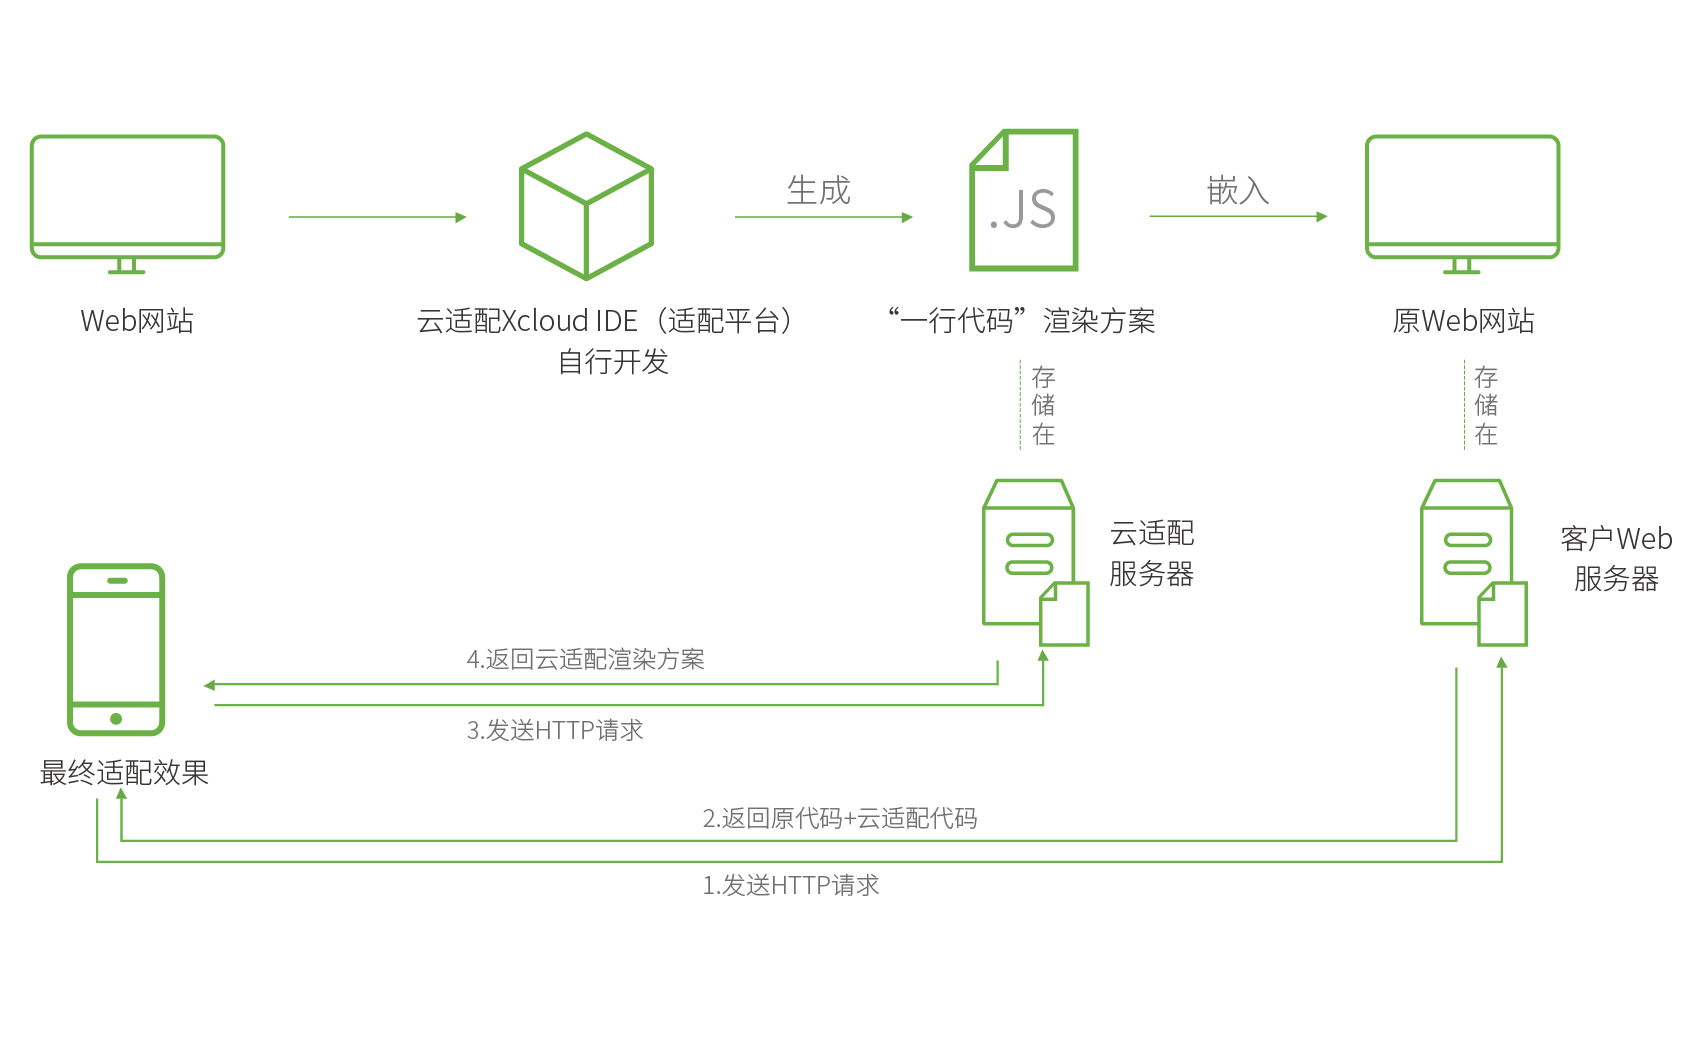 生成
嵌入
.JS
Web网站
云适配Xcloud IDE（适配平台）
自行开发
“一行代码”渲染方案
原Web网站
存
储
在
存
储
在
云适配
服务器
客户Web
服务器
4.返回云适配渲染方案
3.发送HTTP请求
最终适配效果
2.返回原代码+云适配代码
1.发送HTTP请求